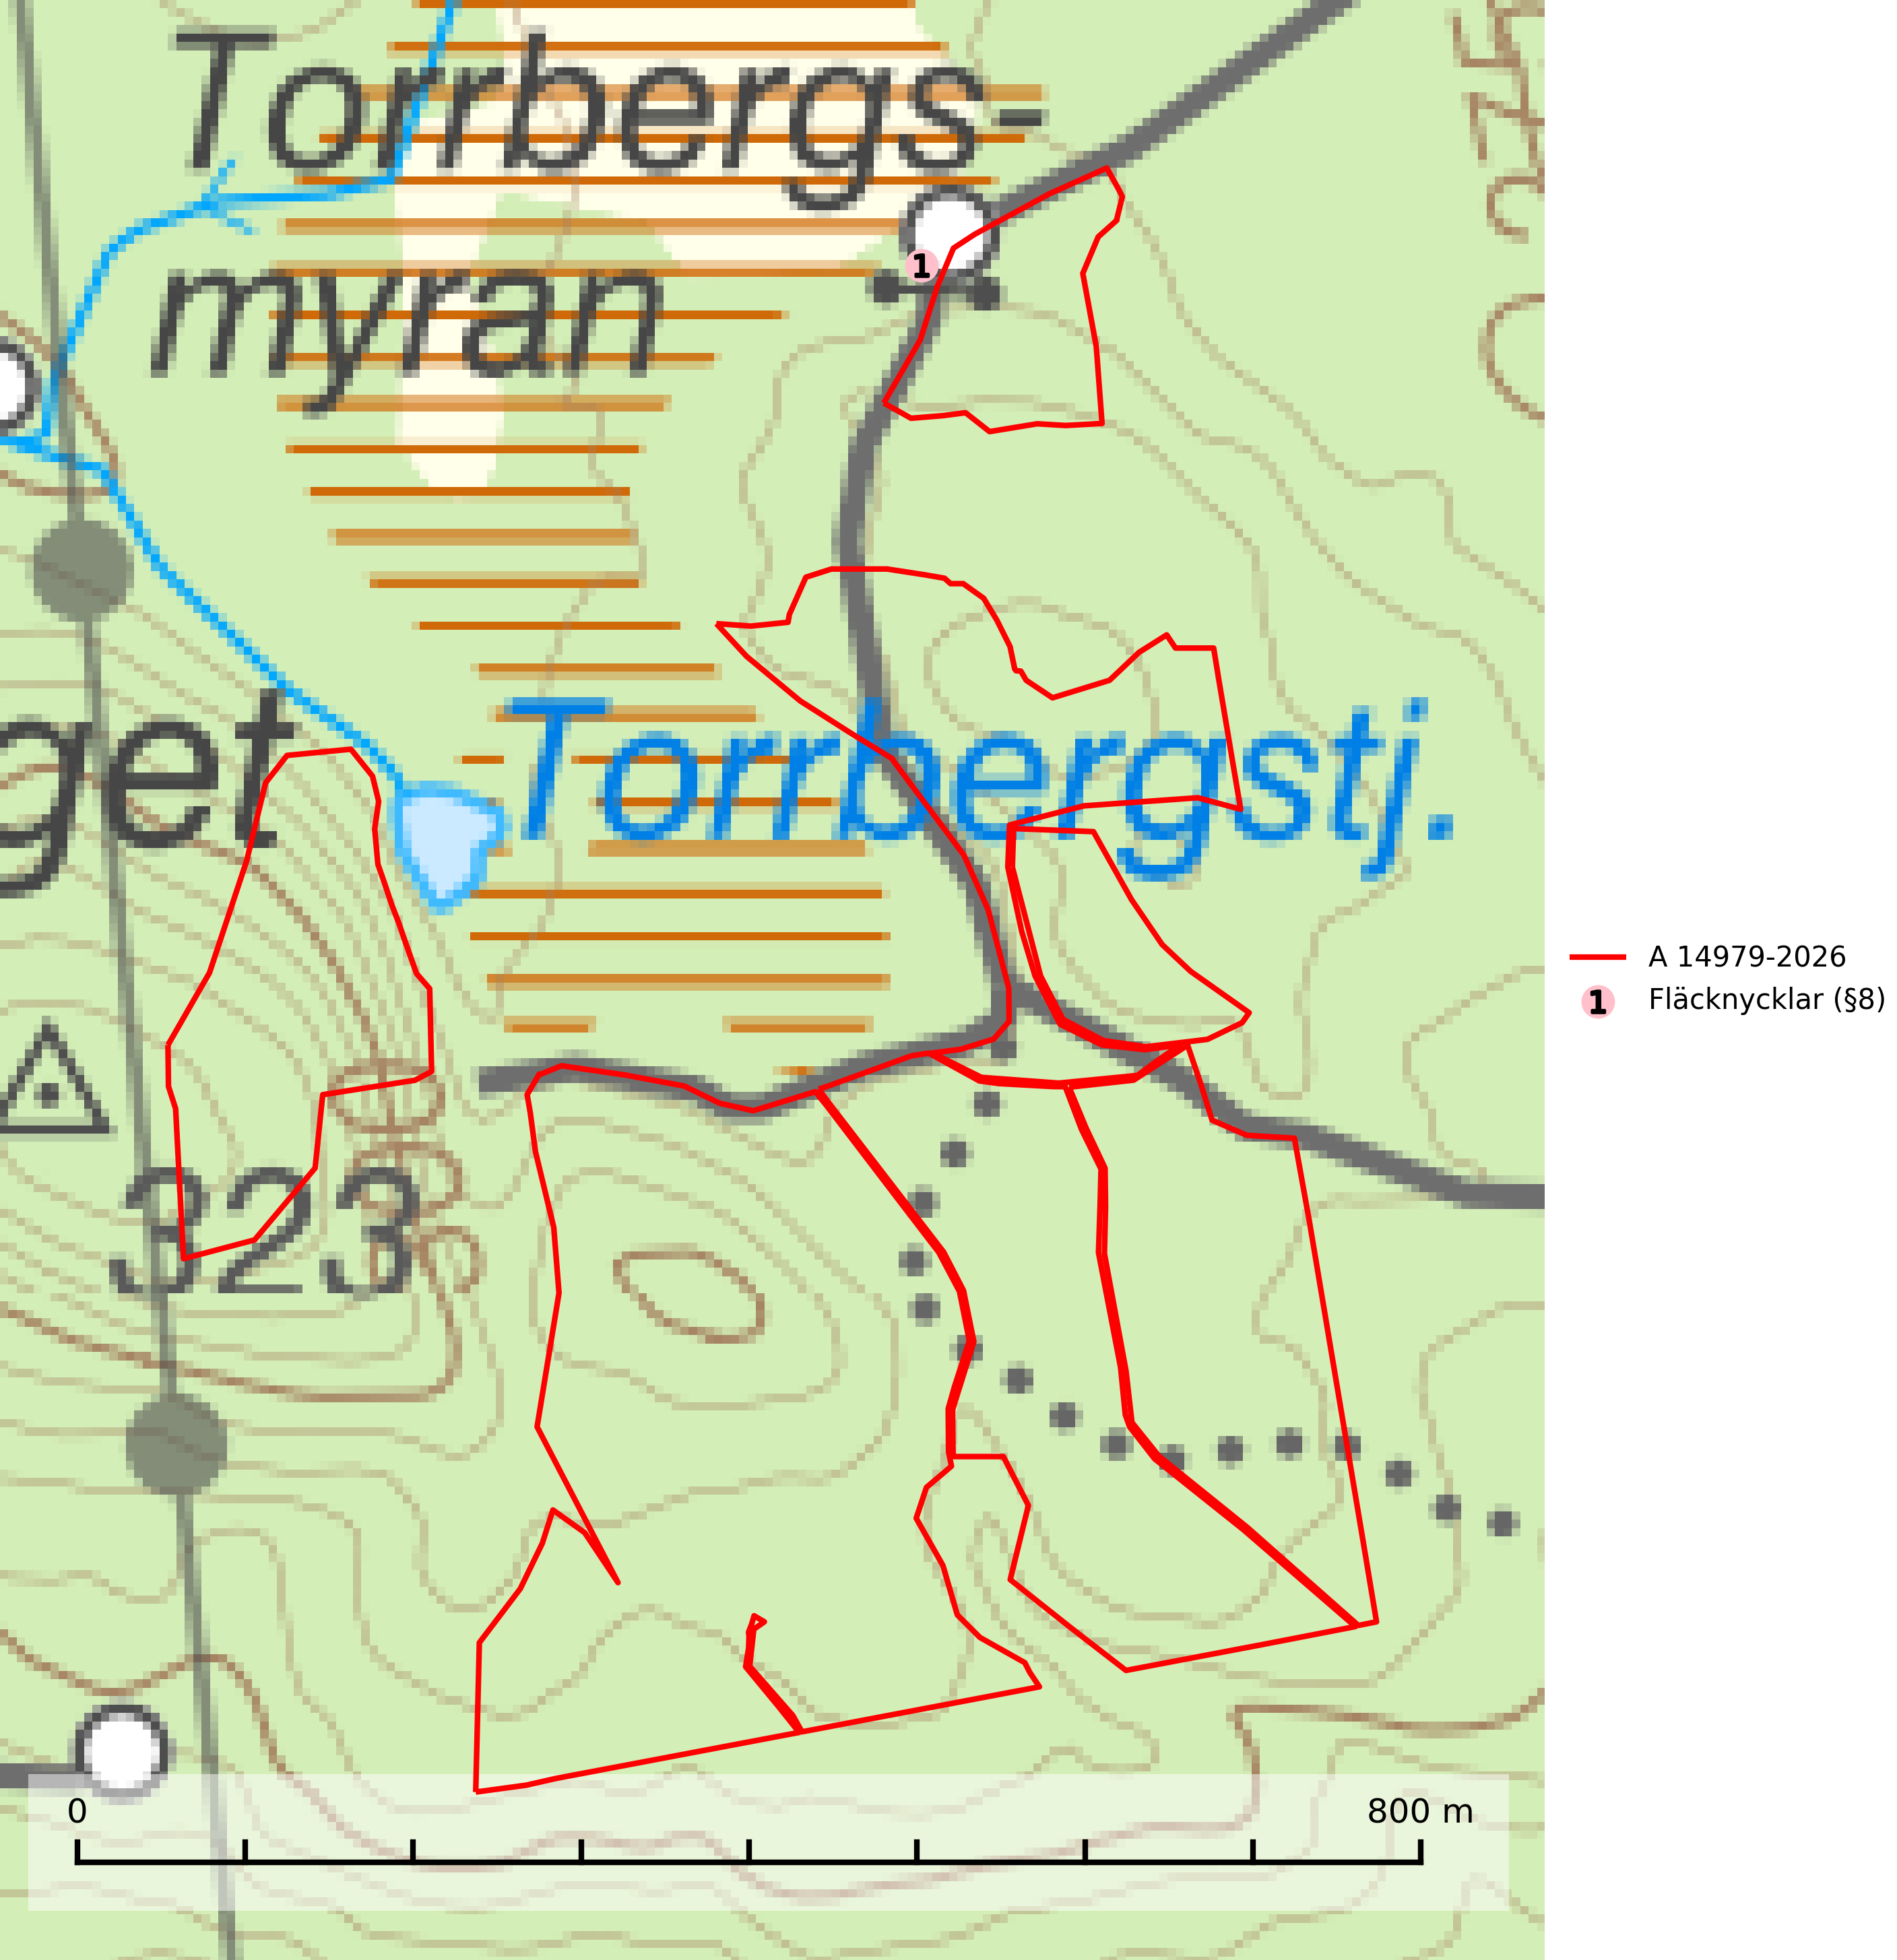 Torrbergs-
myran
1
Torrbergstj.
get
323
0
800 m
A 14979-2026
1 Fläcknycklar (§8)